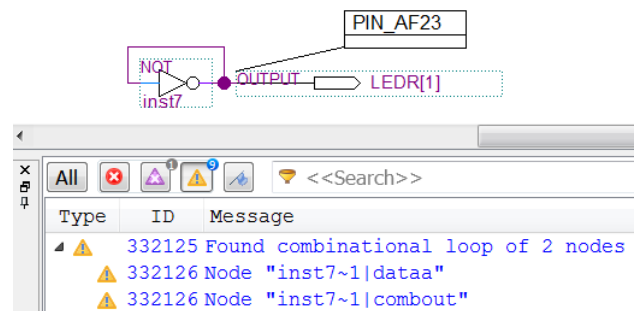 PIN_AF23
NOT
OUTPUT
LEDR[1]
inst7
All
1
9
<<Search>>
Type ID Message
332125 Found combinational loop of 2 nodes
332126 Node "inst7~1|dataa"
332126 Node "inst7~1|combout"